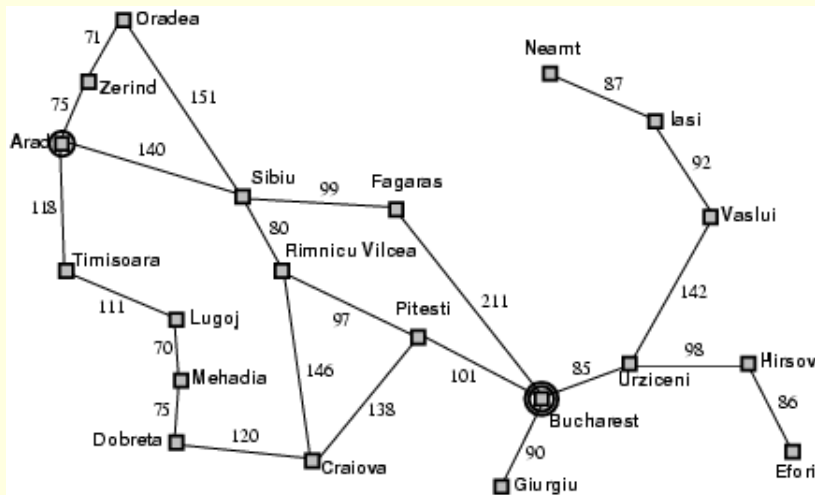 Oradea
71
Neamt
Zerind
87
75
151
Iasi
Arad
140
92
Sibiu
99
Fagaras
118
80
Vaslui
Rimnicu Vilcea
Timisoara
142
111
Pitesti
211
Lugoj
97
70
98
Hirsov
85
Mehadia
146
101
Urziceni
138
86
75
Bucharest
Dobreta
120
90
Craiova
Efori
Giurgiu